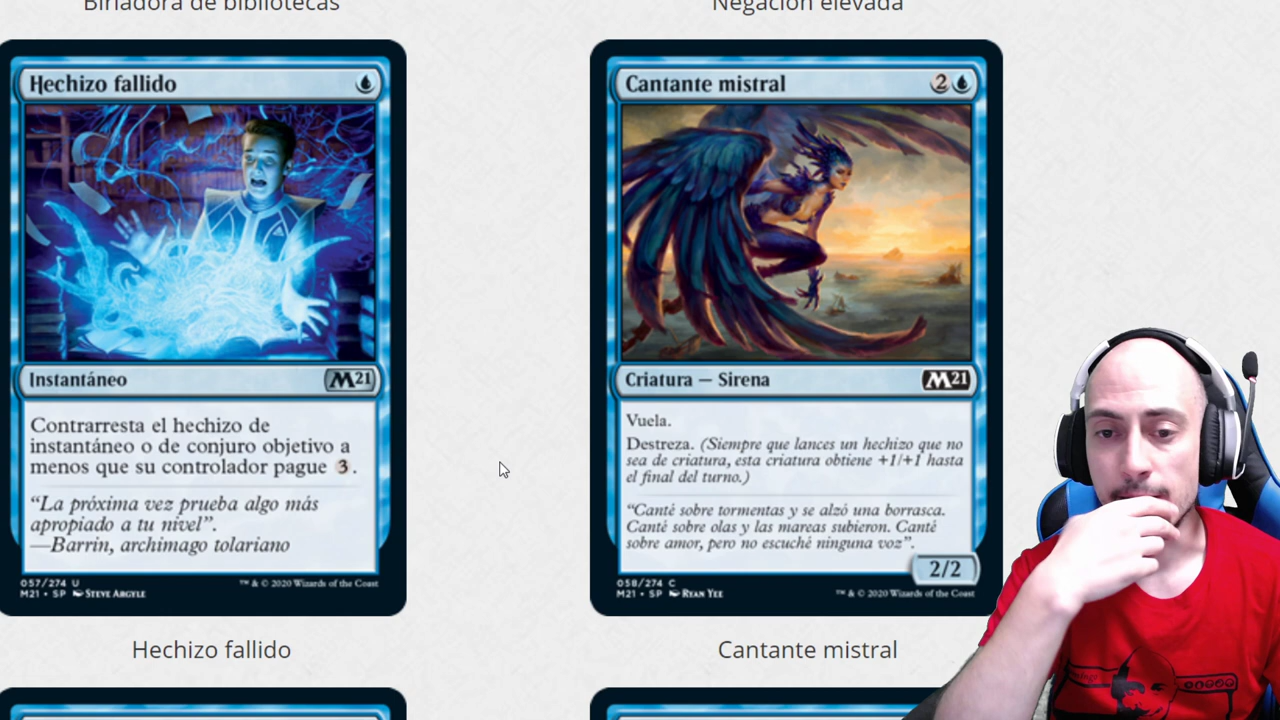 Biriadora de bibliotecas
Negación elevada
Hechizo fallido
Instantáneo
M21
Contrarresta el hechizo de
instantáneo o de conjuro objetivo a
menos que su controlador pague 3.
“La próxima vez prueba algo más
apropiado a tu nivel”.
—Barrin, archimago tolariano
057/274 U
M21 • SP STEVE ARGYLE
™ & © 2020 Wizards of the Coast
Hechizo fallido
Cantante mistral
2
Criatura — Sirena
M21
Vuela.
Destreza. (Siempre que lances un hechizo que no
sea de criatura, esta criatura obtiene +1/+1 hasta
el final del turno.)
“Canté sobre tormentas y se alzó una borrasca.
Canté sobre olas y las mareas subieron. Canté
sobre amor, pero no escuché ninguna voz”.
2/2
058/274 C
M21 • SP RYAN YEE
™ & © 2020 Wizards of the Coast
Cantante mistral